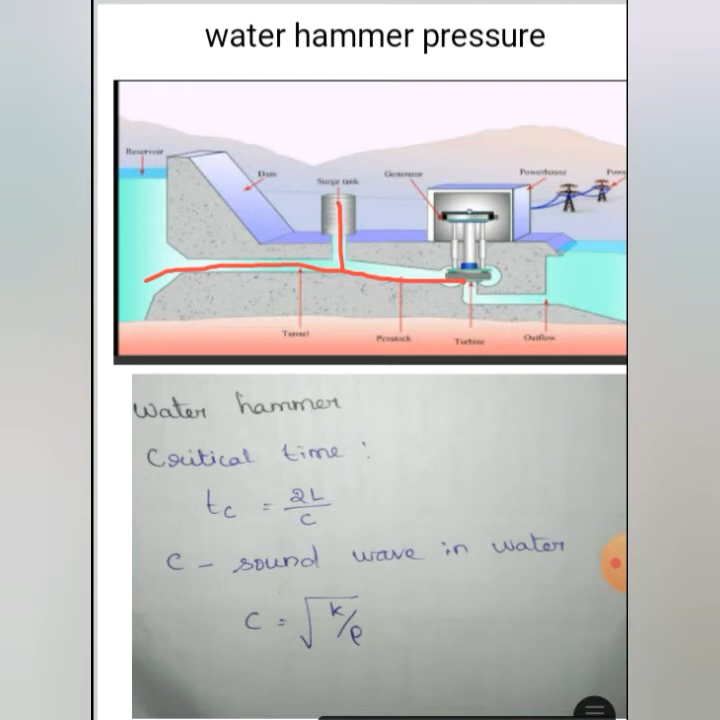 water hammer pressure
Reservoir
Dam
Surge tank
Generator
Powerhouse
Pow
Tunnel
Penstock
Turbine
Outflow
Water hammer
Critical time :
tc = 2L/C
C - sound wave in water
C = √K/ρ